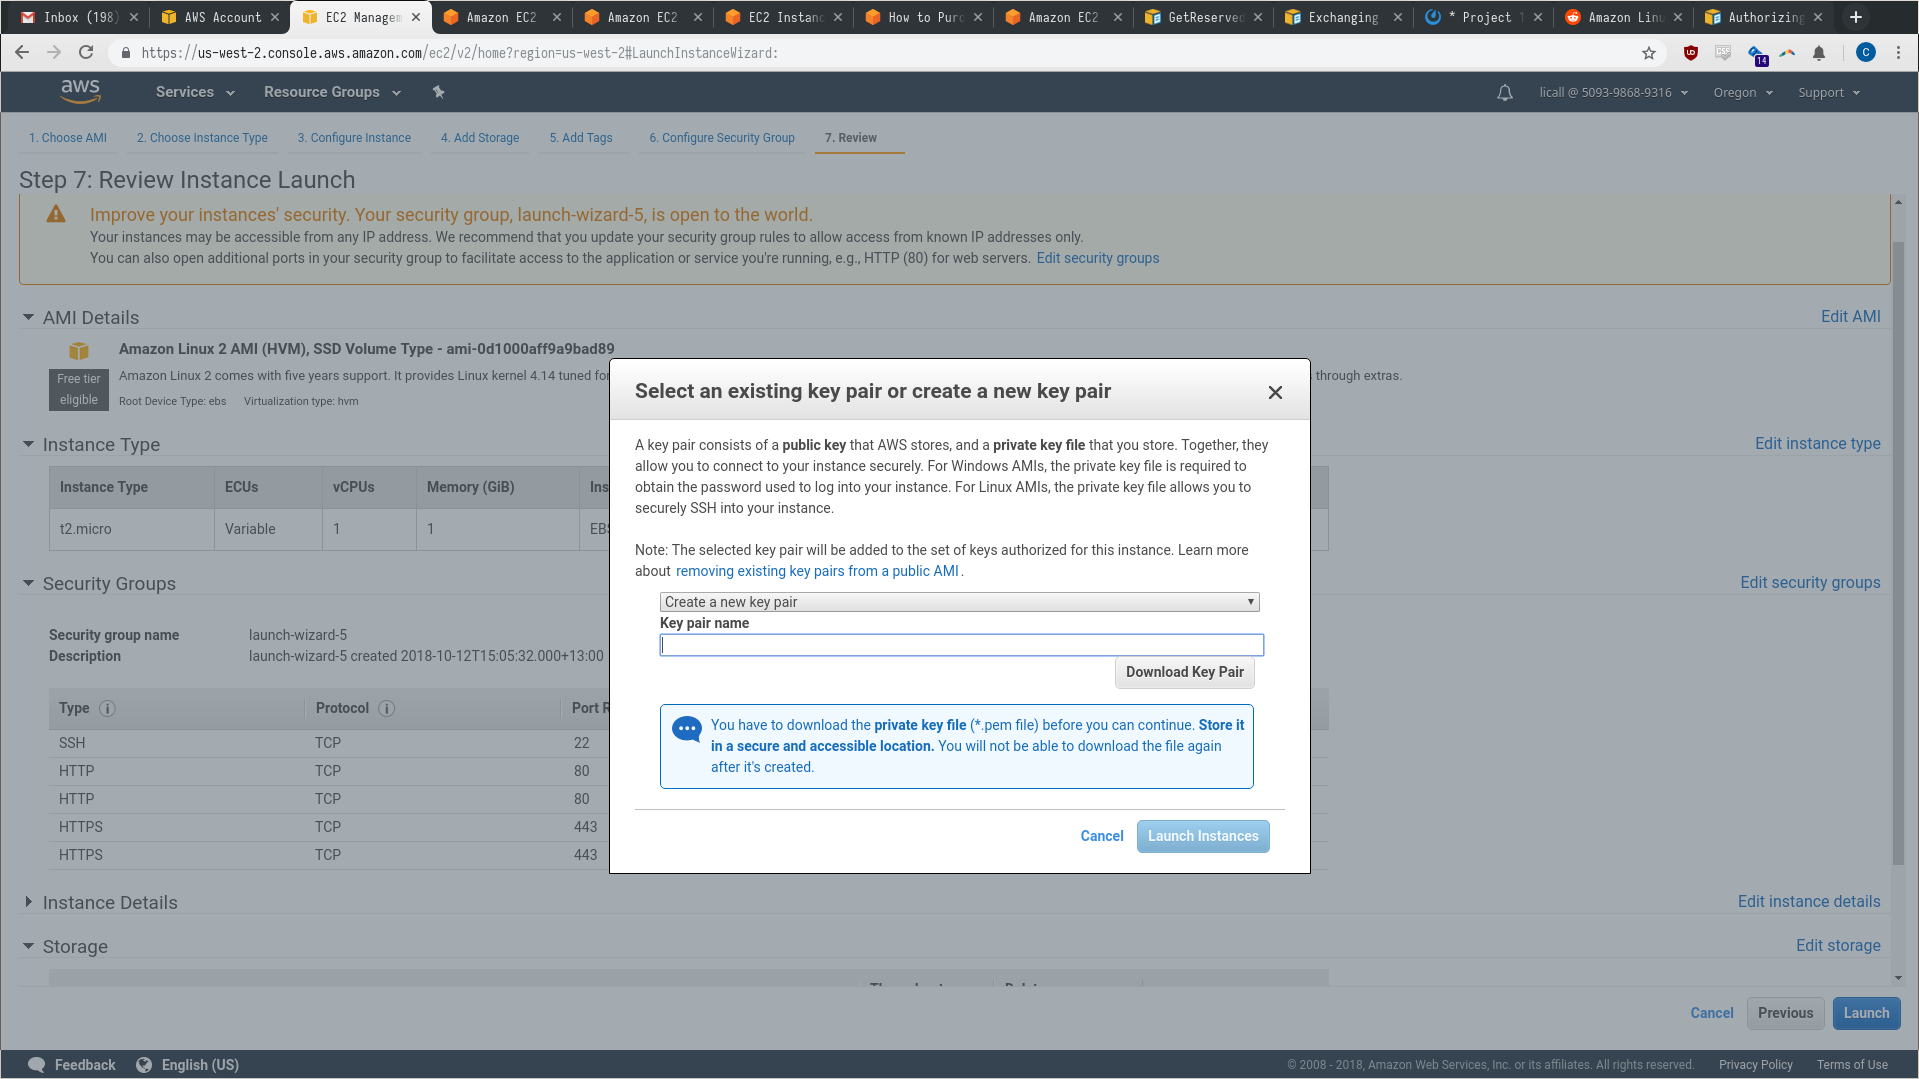 Inbox (198)
AWS Account
EC2 Managem
Amazon EC2
Amazon EC2
EC2 Instanc
How to Purc
Amazon EC2
GetReserved
Exchanging
* Project
Amazon Linu
Authorizing
https://us-west-2.console.aws.amazon.com/ec2/v2/home?region=us-west-2#LaunchInstanceWizard:
14
C
aws
Services
Resource Groups
licall @ 5093-9868-9316
Oregon
Support
1. Choose AMI
2. Choose Instance Type
3. Configure Instance
4. Add Storage
5. Add Tags
6. Configure Security Group
7. Review
Step 7: Review Instance Launch
Improve your instances' security. Your security group, launch-wizard-5, is open to the world.
Your instances may be accessible from any IP address. We recommend that you update your security group rules to allow access from known IP addresses only.
You can also open additional ports in your security group to facilitate access to the application or service you're running, e.g., HTTP (80) for web servers. Edit security groups
AMI Details
Edit AMI
Amazon Linux 2 AMI (HVM), SSD Volume Type - ami-0d1000aff9a9bad89
Free tier
eligible
Amazon Linux 2 comes with five years support. It provides Linux kernel 4.14 tuned for
through extras.
Root Device Type: ebs Virtualization type: hvm
Instance Type
Edit instance type
Instance Type ECUs vCPUs Memory (GiB) Ins
t2.micro Variable 1 1 EBS
Security Groups
Edit security groups
Security group name launch-wizard-5
Description launch-wizard-5 created 2018-10-12T15:05:32.000+13:00
Type Protocol Port R
SSH TCP 22
HTTP TCP 80
HTTP TCP 80
HTTPS TCP 443
HTTPS TCP 443
Instance Details
Edit instance details
Storage
Edit storage
Select an existing key pair or create a new key pair
A key pair consists of a public key that AWS stores, and a private key file that you store. Together, they
allow you to connect to your instance securely. For Windows AMIs, the private key file is required to
obtain the password used to log into your instance. For Linux AMIs, the private key file allows you to
securely SSH into your instance.
Note: The selected key pair will be added to the set of keys authorized for this instance. Learn more
about removing existing key pairs from a public AMI .
Create a new key pair
Key pair name
Download Key Pair
You have to download the private key file (*.pem file) before you can continue. Store it
in a secure and accessible location. You will not be able to download the file again
after it's created.
Cancel
Launch Instances
Cancel
Previous
Launch
Feedback
English (US)
© 2008 - 2018, Amazon Web Services, Inc. or its affiliates. All rights reserved.
Privacy Policy
Terms of Use